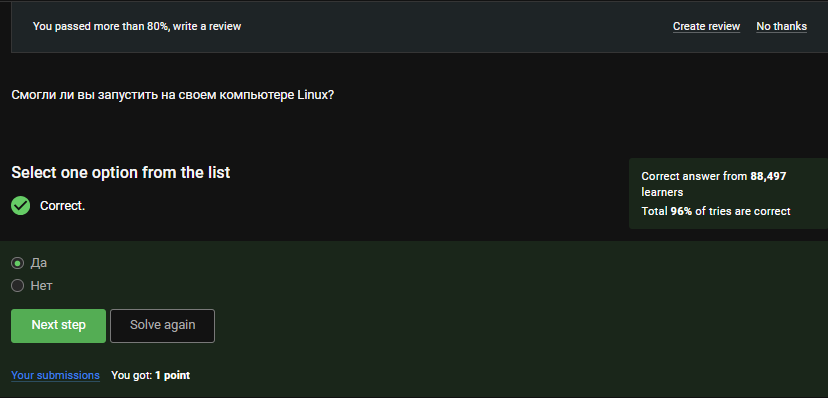 You passed more than 80%, write a review
Create review
No thanks
Смогли ли вы запустить на своем компьютере Linux?
Select one option from the list
Correct.
Correct answer from 88,497
learners
Total 96% of tries are correct
Да
Нет
Next step
Solve again
Your submissions
You got: 1 point